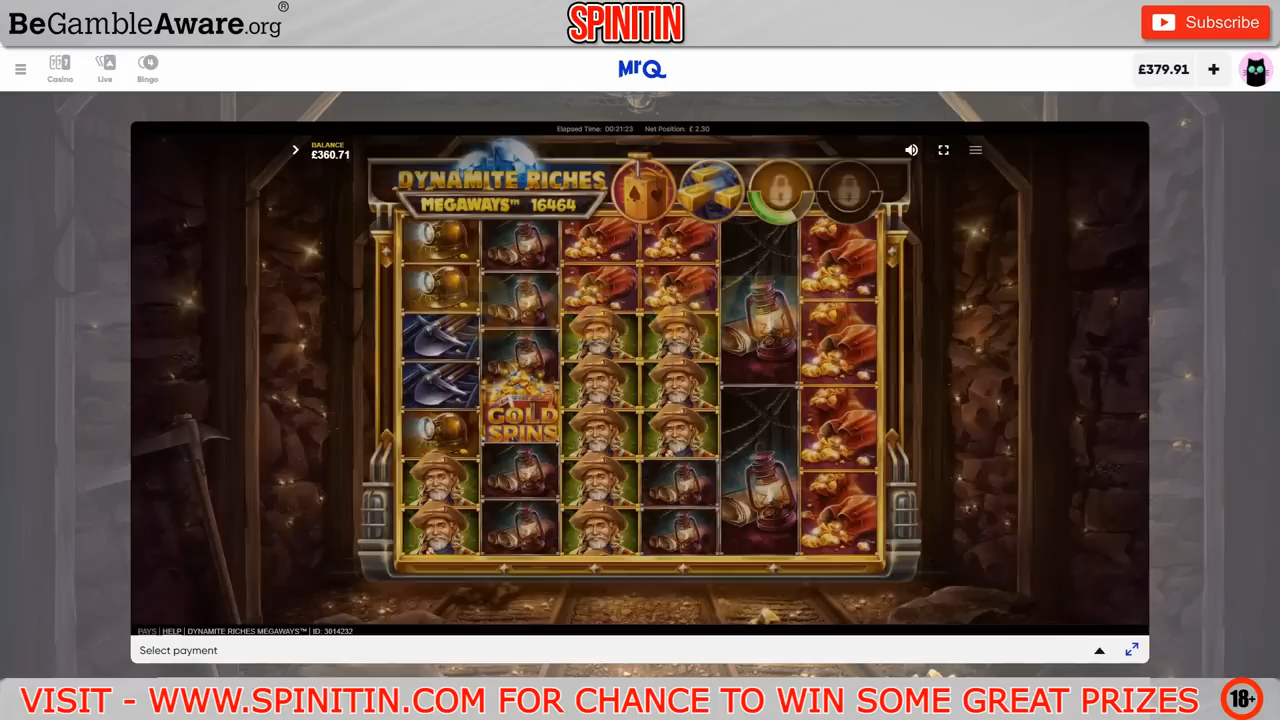 BeGambleAware.org®
SPINITIN
Subscribe
Casino
Live
Bingo
MrQ
£379.91
+
Elapsed Time: 00:21:23 Net Position: £ 2.30
BALANCE
£360.71
DYNAMITE RICHES
MEGAWAYS™ 16464
GOLD
SPINS
PAYS | HELP | DYNAMITE RICHES MEGAWAYS™ | ID: 3014232
Select payment
VISIT - WWW.SPINITIN.COM FOR CHANCE TO WIN SOME GREAT PRIZES
18+